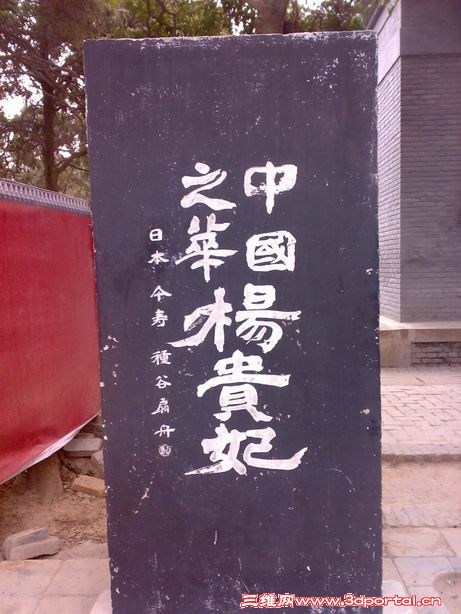 中國
之華
楊貴妃
日本 傘寿 種谷扇舟
三维网www.3dportal.cn